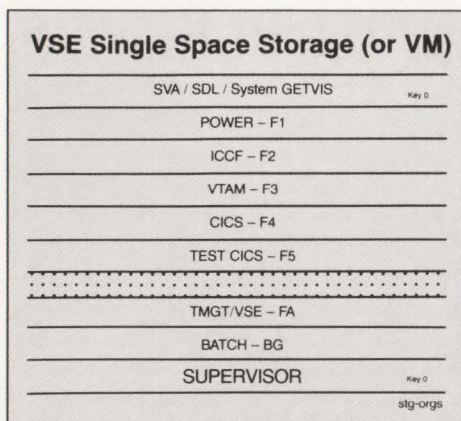 VSE Single Space Storage (or VM)
SVA / SDL / System GETVIS Key 0
POWER – F1
ICCF – F2
VTAM – F3
CICS – F4
TEST CICS – F5
TMGT/VSE – FA
BATCH – BG
SUPERVISOR Key 0
stg-orgs